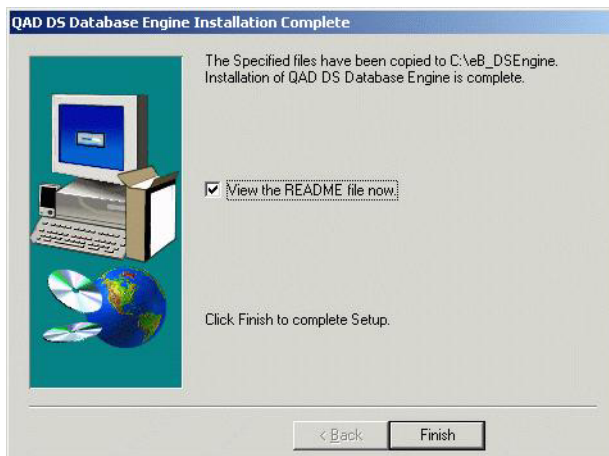 QAD DS Database Engine Installation Complete
The Specified files have been copied to C:\eB_DSEngine.
Installation of QAD DS Database Engine is complete.
View the README file now.
Click Finish to complete Setup.
< Back
Finish